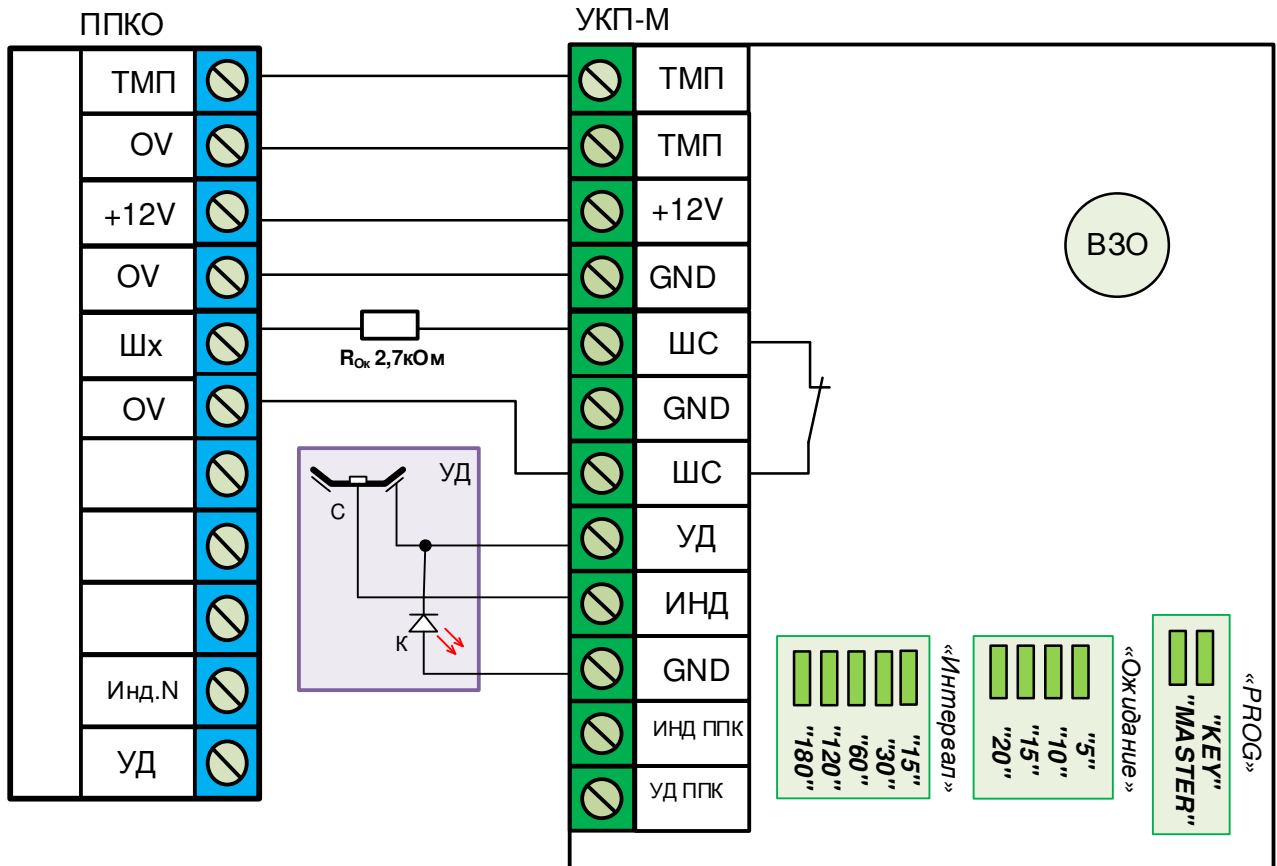 ППКО
УКП-М
ТМП
OV
+12V
OV
Шх
OV
Инд.N
УД
Rок 2,7кОм
УД
С
К
ТМП
ТМП
+12V
GND
ШС
GND
ШС
УД
ИНД
GND
ИНД ППК
УД ППК
ВЗО
"15"
"30"
"60"
"120"
"180"
«Интервал»
"5"
"10"
"15"
"20"
«Ожидание»
"KEY"
"MASTER"
«PROG»